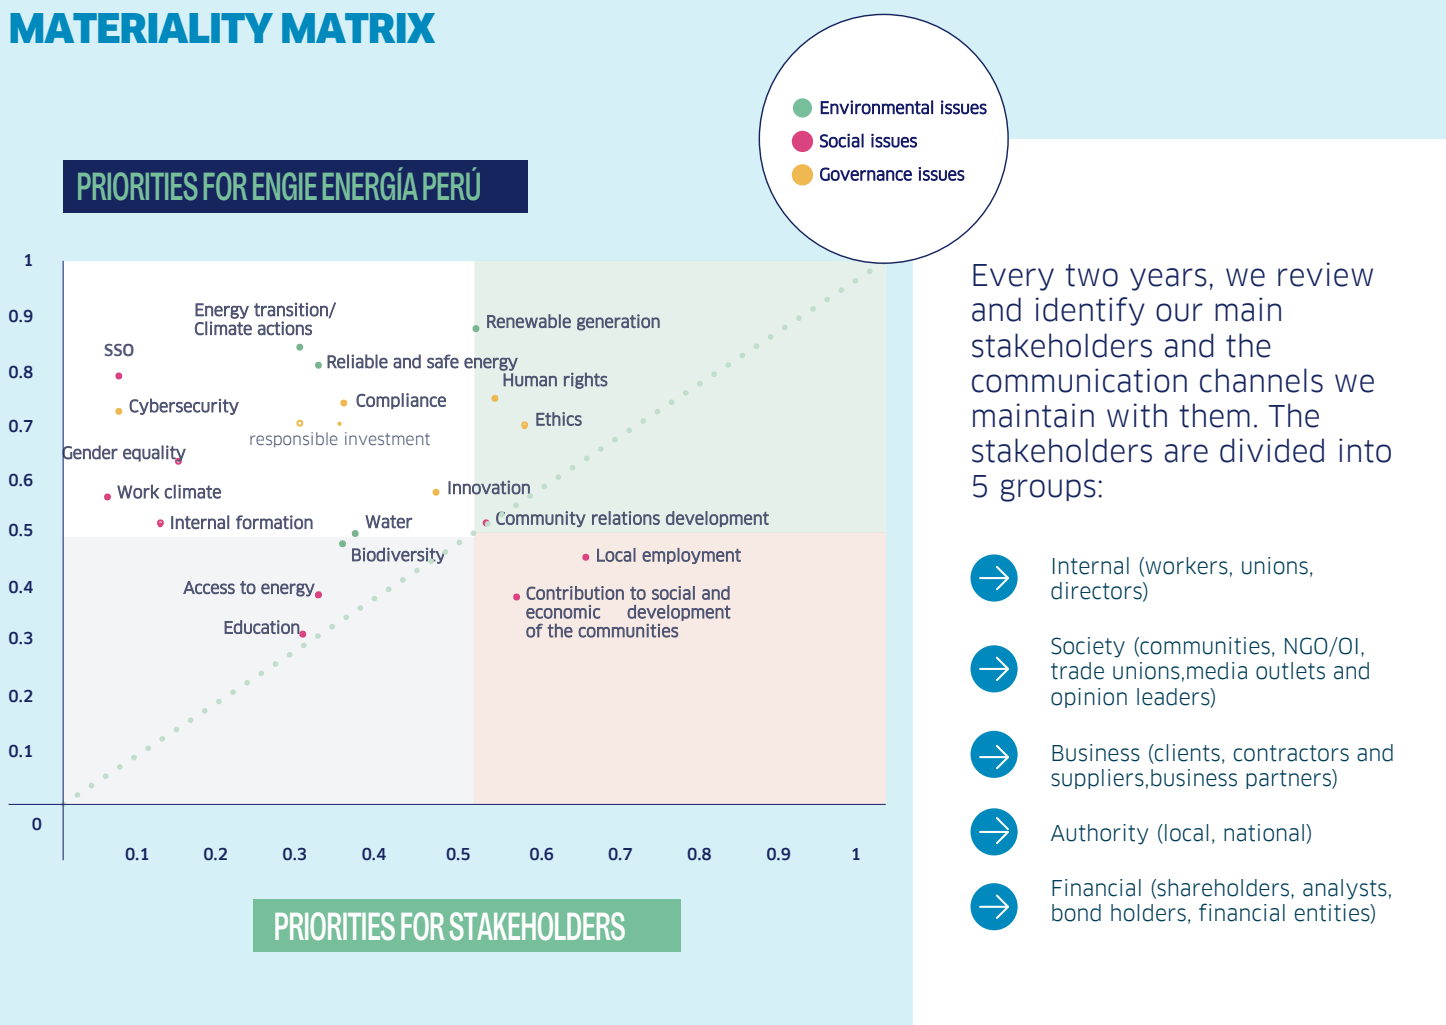 MATERIALITY MATRIX
Environmental issues
Social issues
Governance issues
PRIORITIES FOR ENGIE ENERGÍA PERÚ
1
0.9
0.8
0.7
0.6
0.5
0.4
0.3
0.2
0.1
0
Energy transition/
Climate actions
Renewable generation
SSO
Reliable and safe energy
Human rights
Cybersecurity
Compliance
Ethics
responsible investment
Gender equality
Work climate
Innovation
Internal formation
Water
Community relations development
Biodiversity
Local employment
Access to energy
Contribution to social and
economic development
of the communities
Education
0.1
0.2
0.3
0.4
0.5
0.6
0.7
0.8
0.9
1
PRIORITIES FOR STAKEHOLDERS
Every two years, we review
and identify our main
stakeholders and the
communication channels we
maintain with them. The
stakeholders are divided into
5 groups:
Internal (workers, unions,
directors)
Society (communities, NGO/OI,
trade unions,media outlets and
opinion leaders)
Business (clients, contractors and
suppliers,business partners)
Authority (local, national)
Financial (shareholders, analysts,
bond holders, financial entities)